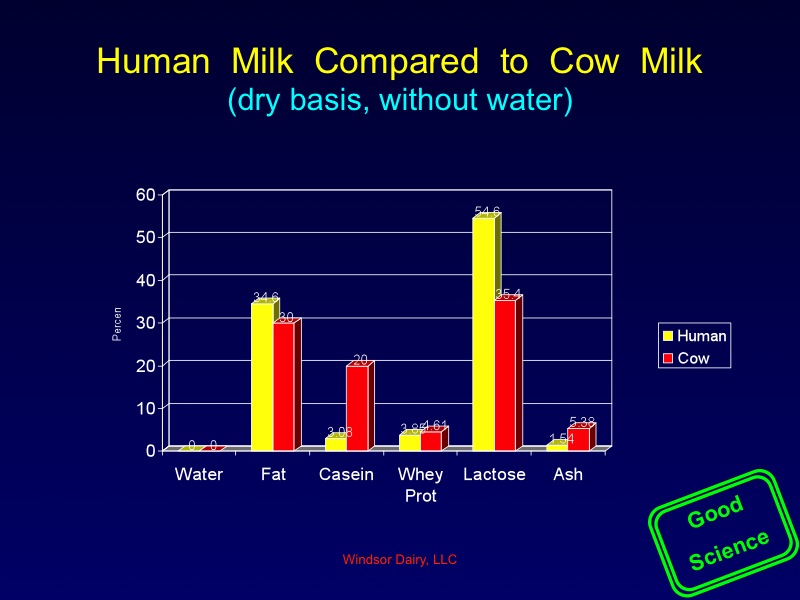 Human Milk Compared to Cow Milk
(dry basis, without water)
60
50
40
30
20
10
0
Percen
0 0
34.6
30
3.08
20
3.85
4.61
54.6
35.4
1.54
5.38
Water Fat Casein Whey Prot Lactose Ash
Human
Cow
Good
Science
Windsor Dairy, LLC